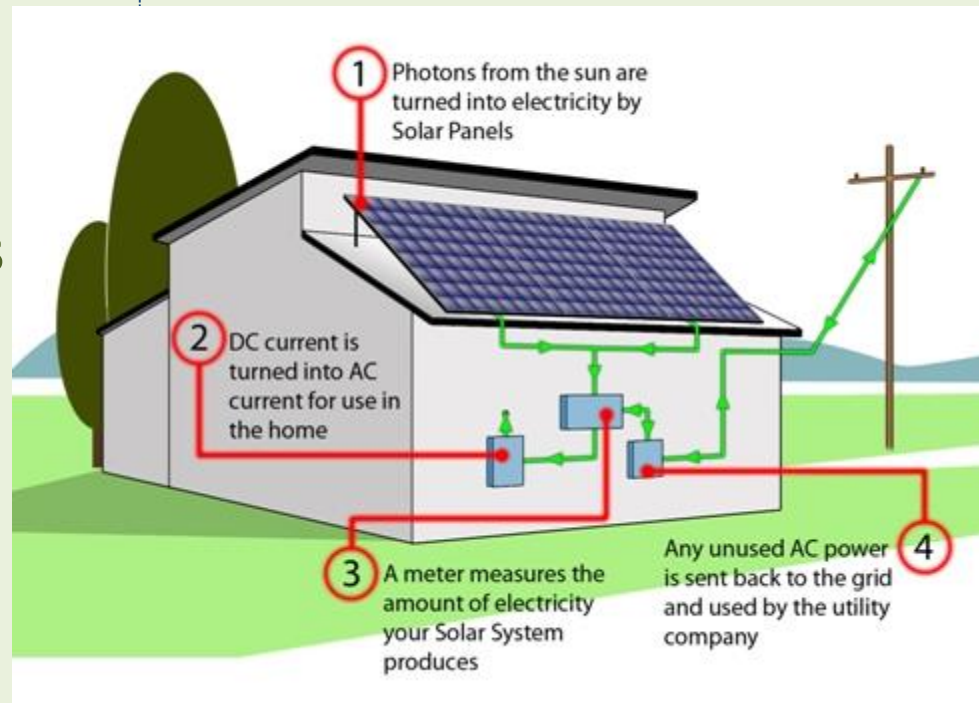 1
Photons from the sun are
turned into electricity by
Solar Panels
2
DC current is
turned into AC
current for use in
the home
3
A meter measures the
amount of electricity
your Solar System
produces
4
Any unused AC power
is sent back to the grid
and used by the utility
company